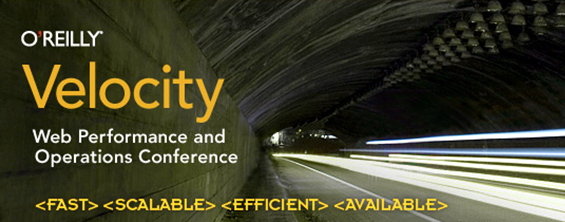 O'REILLY
Velocity
Web Performance and
Operations Conference
<FAST> <SCALABLE> <EFFICIENT> <AVAILABLE>